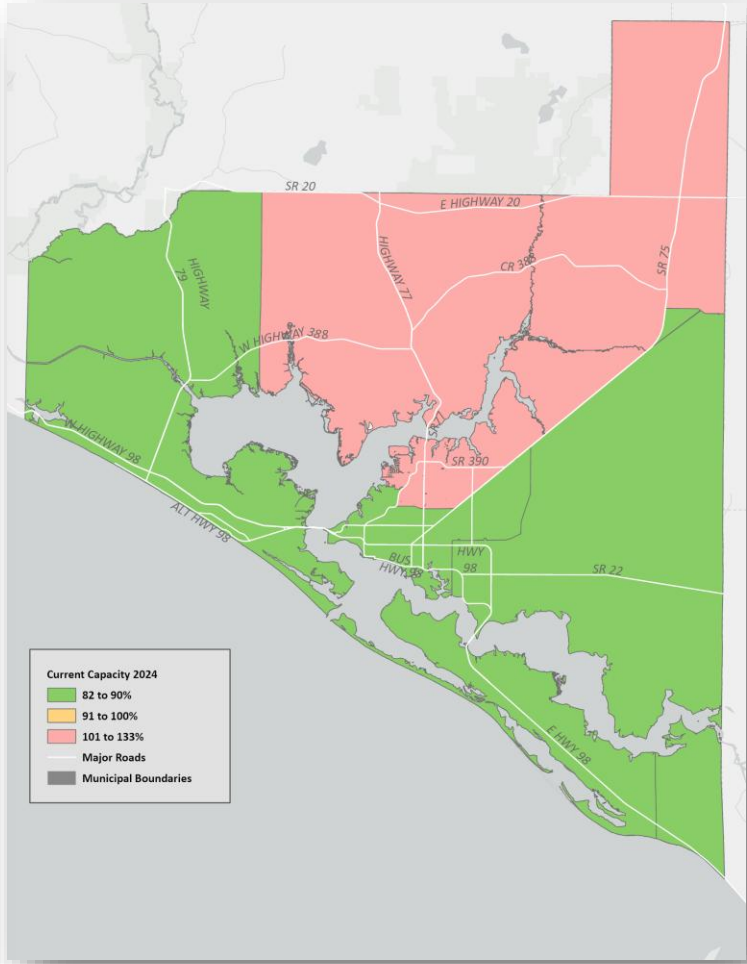 SR 20
E HIGHWAY 20
HIGHWAY 77
CR 388
SR 75
HIGHWAY
79
W HIGHWAY 388
SR 77
W HIGHWAY 98
SR 390
ALT HWY 98
BUS
HWY 98
HWY
98
SR 22
E HWY 98
Current Capacity 2024
82 to 90%
91 to 100%
101 to 133%
Major Roads
Municipal Boundaries